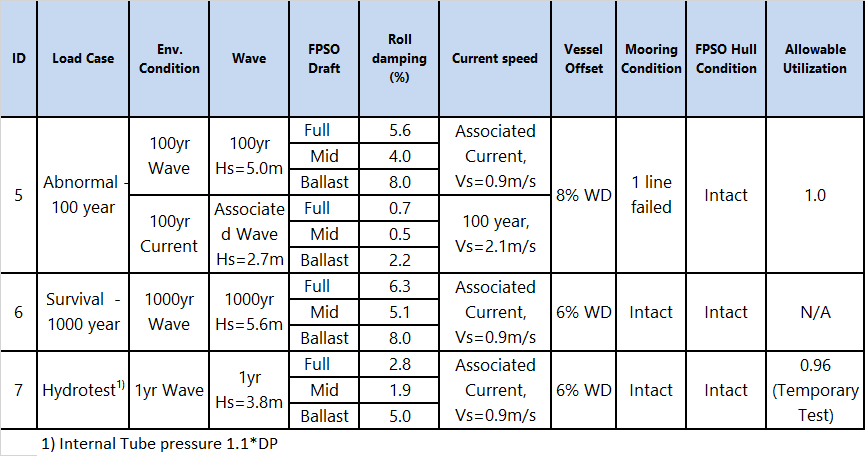 ID
Load Case
Env.
Condition
Wave
FPSO
Draft
Roll
damping
(%)
Current speed
Vessel
Offset
Mooring
Condition
FPSO Hull
Condition
Allowable
Utilization
5
Abnormal -
100 year
100yr
Wave
100yr
Hs=5.0m
Full
5.6
Mid
4.0
Ballast
8.0
Associated
Current,
Vs=0.9m/s
100yr
Current
Associate
d Wave
Hs=2.7m
Full
0.7
Mid
0.5
Ballast
2.2
100 year,
Vs=2.1m/s
8% WD
1 line
failed
Intact
1.0
6
Survival -
1000 year
1000yr
Wave
1000yr
Hs=5.6m
Full
6.3
Mid
5.1
Ballast
8.0
Associated
Current,
Vs=0.9m/s
6% WD
Intact
Intact
N/A
7
Hydrotest1)
1yr Wave
1yr
Hs=3.8m
Full
2.8
Mid
1.9
Ballast
5.0
Associated
Current,
Vs=0.9m/s
6% WD
Intact
Intact
0.96
(Temporary
Test)
1) Internal Tube pressure 1.1*DP